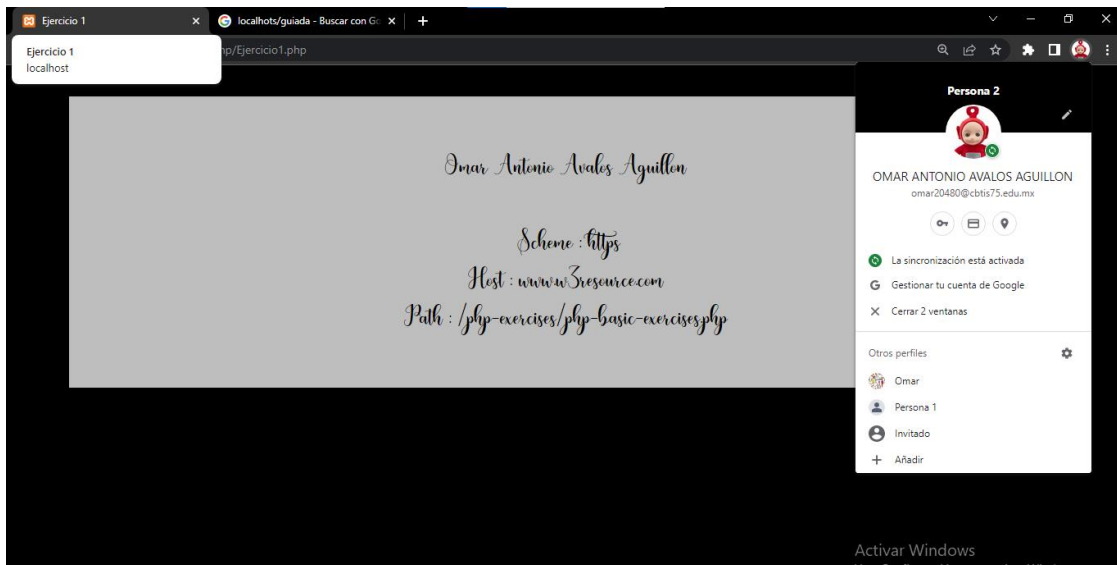 Ejercicio 1
localhots/guiada - Buscar con Go
Ejercicio 1
localhost
np/Ejercicio1.php
Omar Antonio Avalos Aguillon
Scheme : https
Host : www.w3resource.com
Path : /php-exercises/php-basic-exercises.php
Persona 2
OMAR ANTONIO AVALOS AGUILLON
omar20480@cbtis75.edu.mx
La sincronización está activada
Gestionar tu cuenta de Google
Cerrar 2 ventanas
Otros perfiles
Omar
Persona 1
Invitado
Añadir
Activar Windows